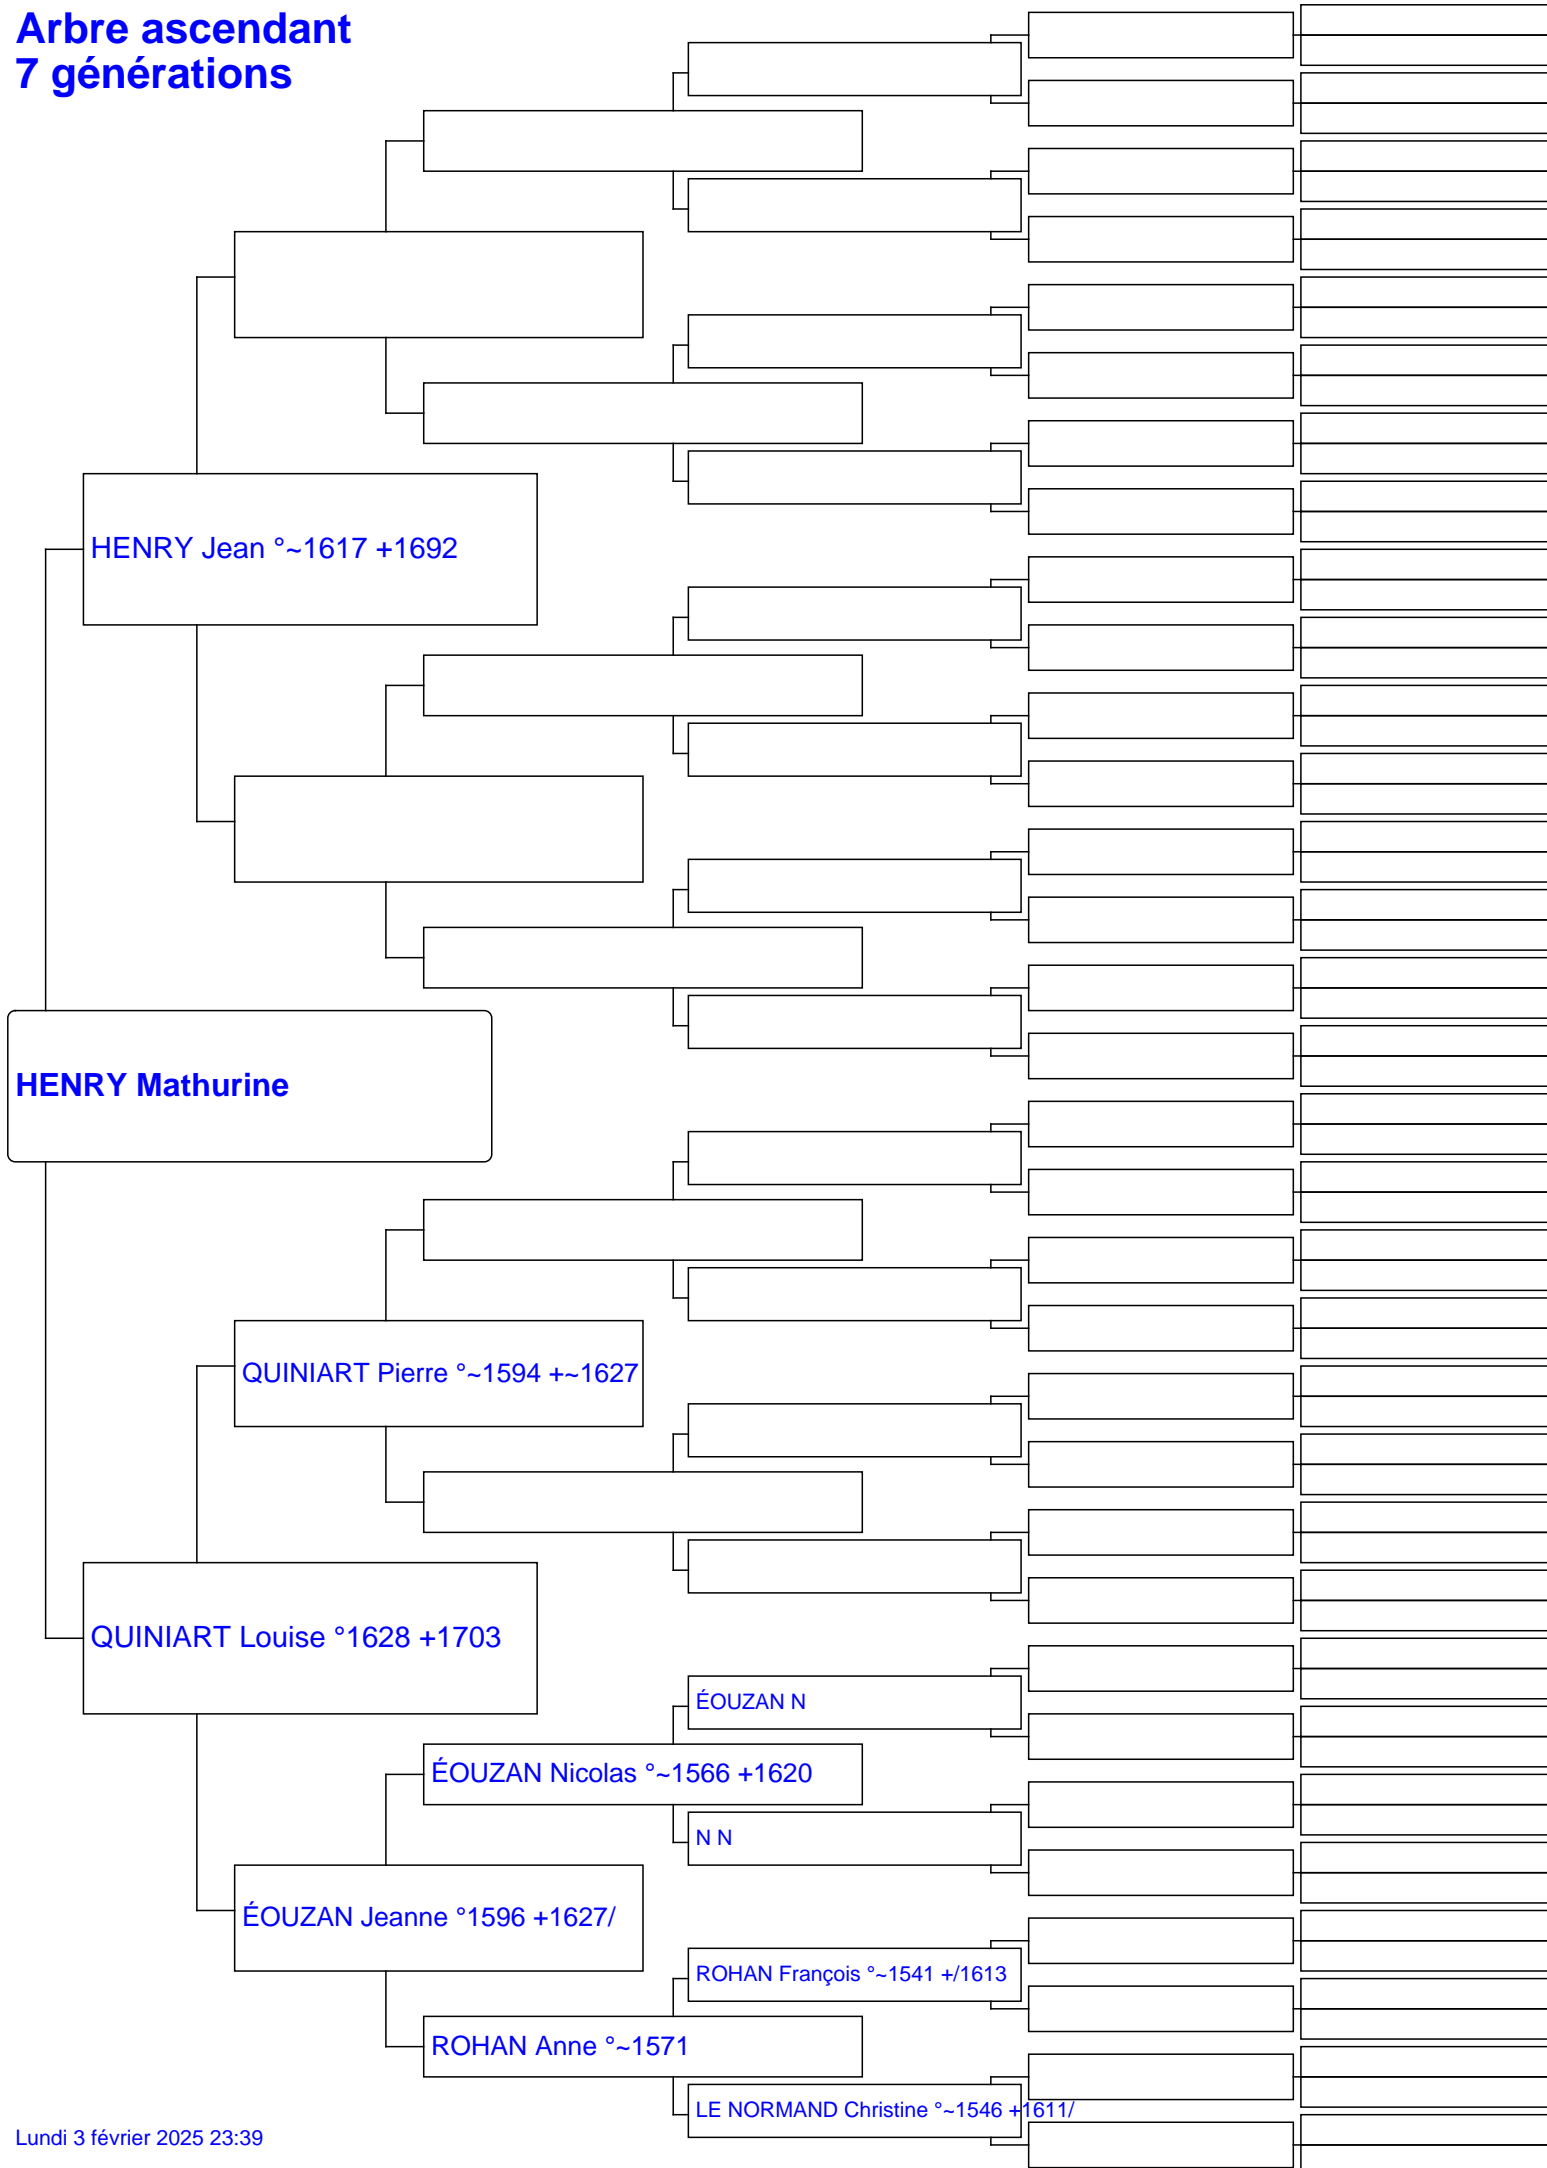 Arbre ascendant
7 générations
HENRY Jean °~1617 +1692
HENRY Mathurine
QUINIART Pierre °~1594 +~1627
QUINIART Louise °1628 +1703
ÉOUZAN N
ÉOUZAN Nicolas °~1566 +1620
N N
ÉOUZAN Jeanne °1596 +1627/
ROHAN François °~1541 +/1613
ROHAN Anne °~1571
LE NORMAND Christine °~1546 +1611/
Lundi 3 février 2025 23:39